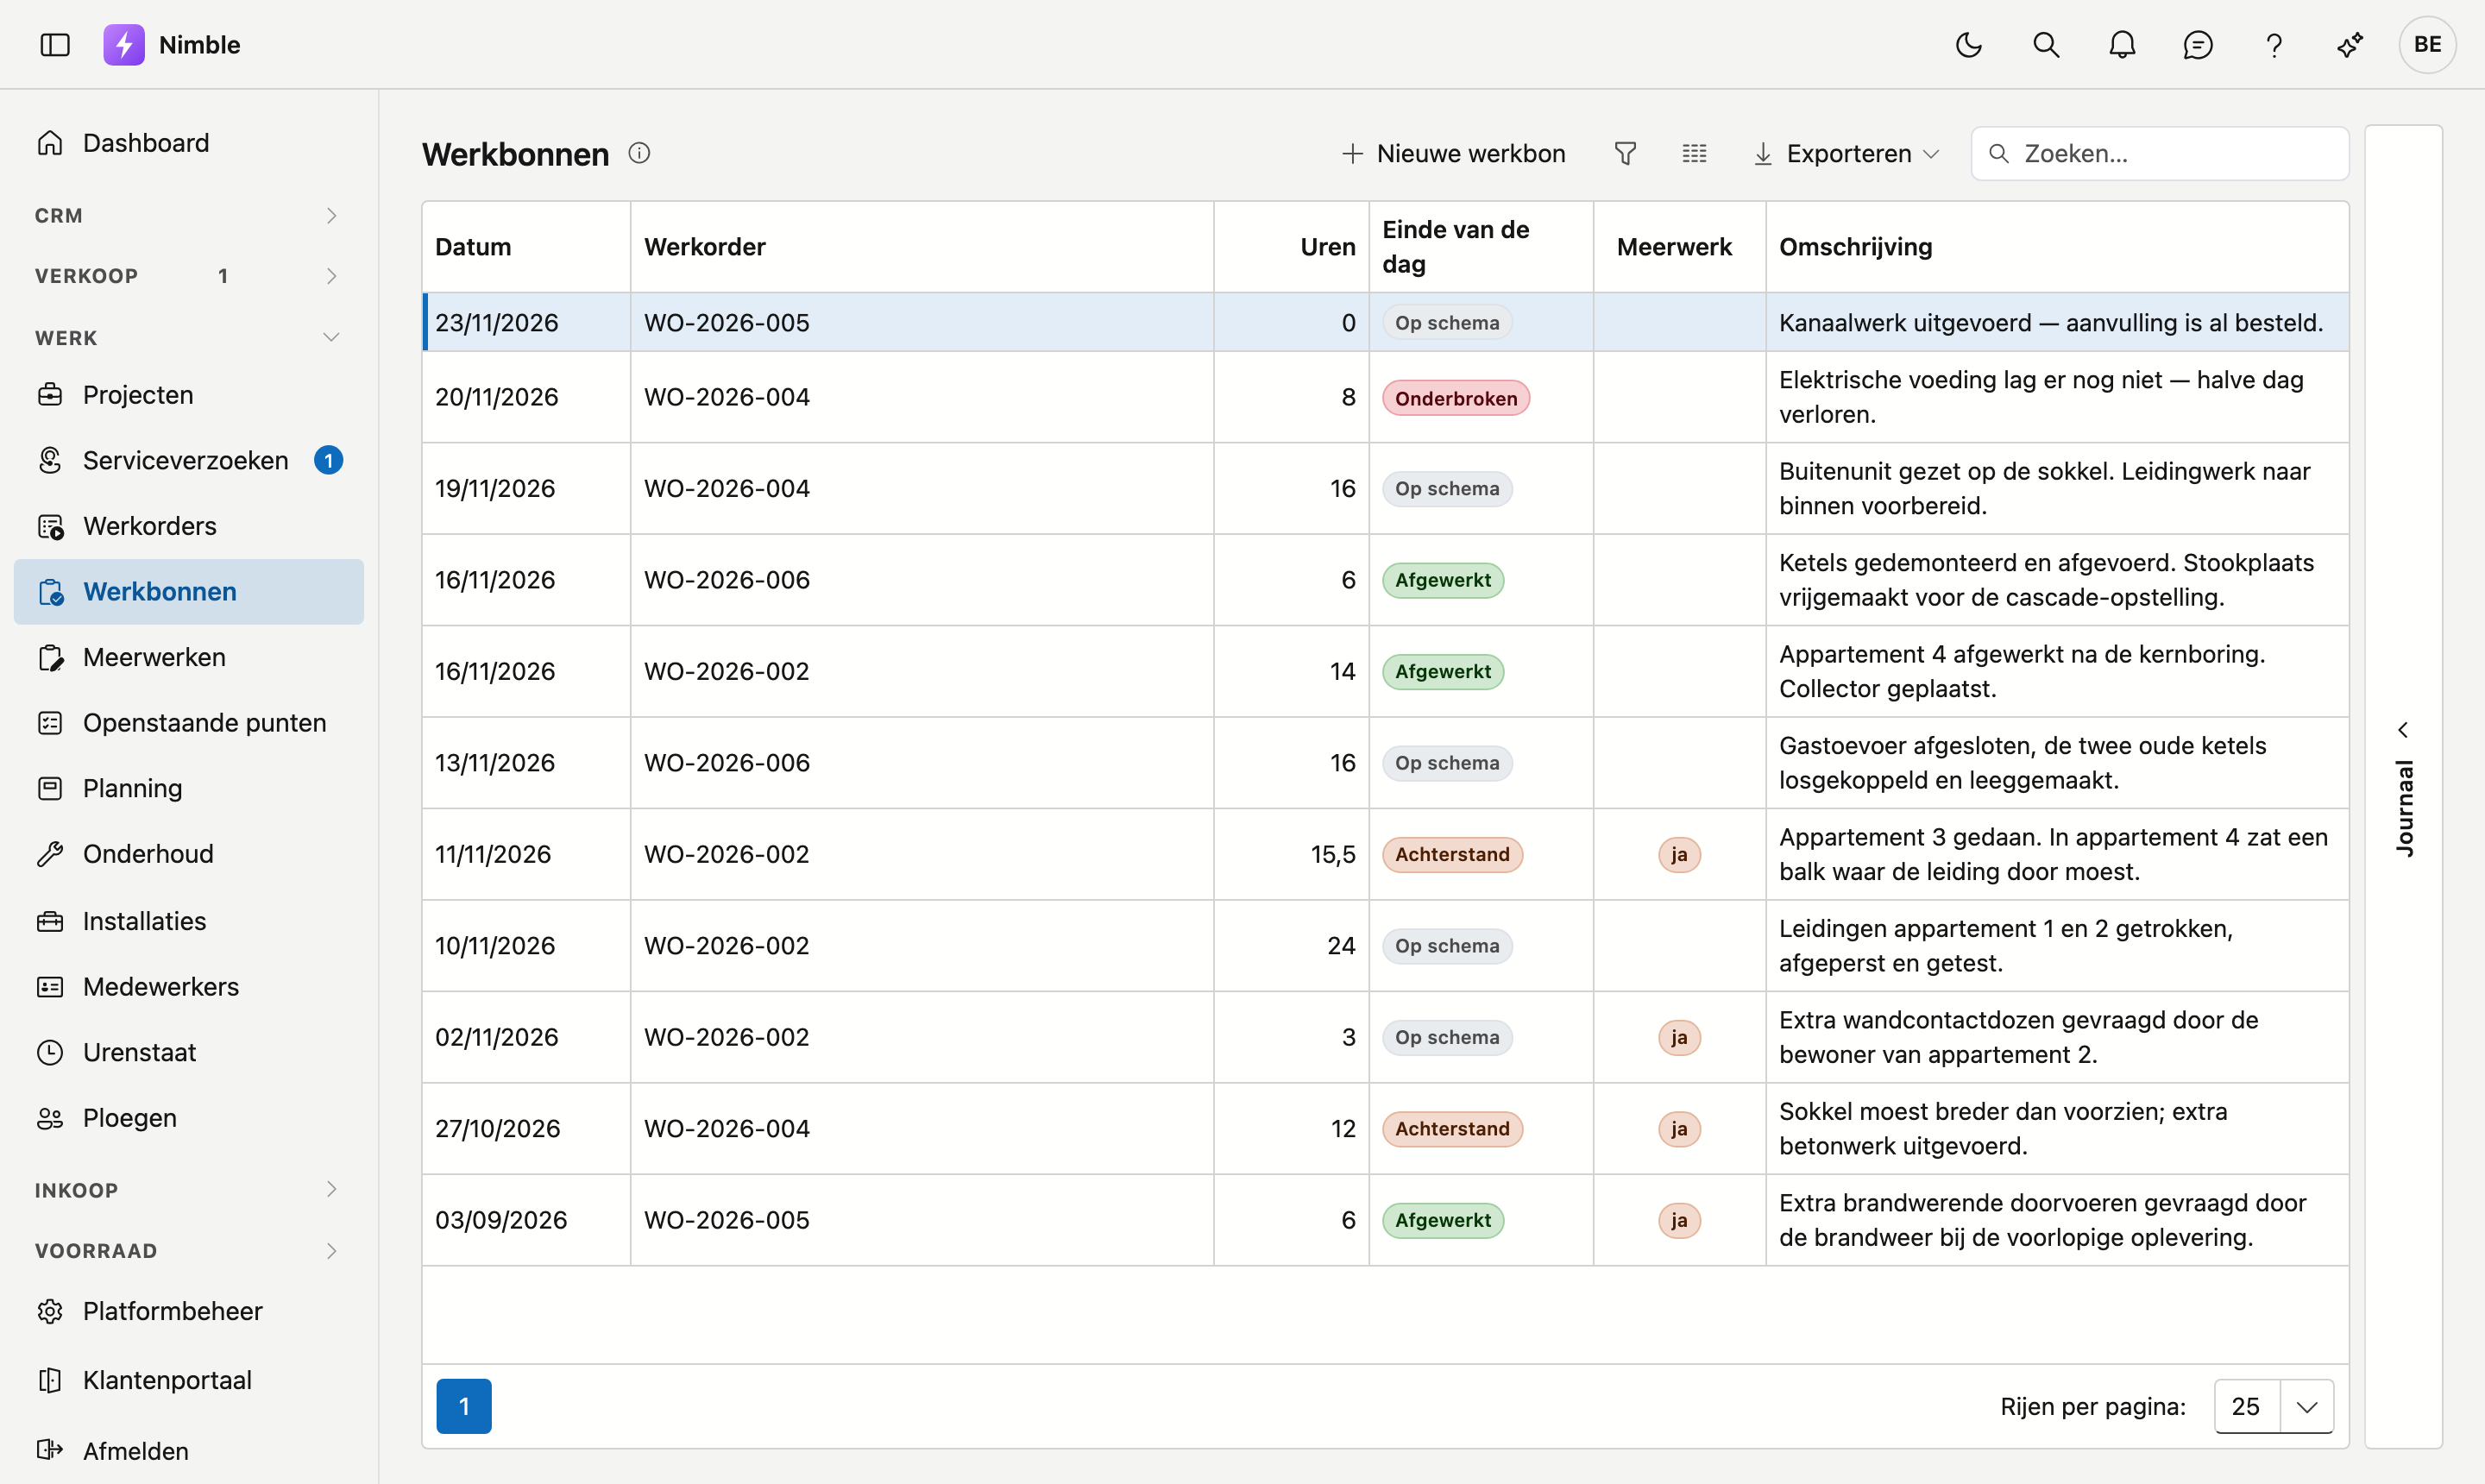 Nimble
BE
Dashboard
CRM
VERKOOP 1
WERK
Projecten
Serviceverzoeken 1
Werkorders
Werkbonnen
Meerwerken
Openstaande punten
Planning
Onderhoud
Installaties
Medewerkers
Urenstaat
Ploegen
INKOOP
VOORRAAD
Platformbeheer
Klantenportaal
Afmelden
Werkbonnen
Nieuwe werkbon
Exporteren
Zoeken...
Datum Werkorder Uren Einde van de dag Meerwerk Omschrijving
23/11/2026 WO-2026-005 0 Op schema Kanaalwerk uitgevoerd — aanvulling is al besteld.
20/11/2026 WO-2026-004 8 Onderbroken Elektrische voeding lag er nog niet — halve dag
verloren.
19/11/2026 WO-2026-004 16 Op schema Buitenunit gezet op de sokkel. Leidingwerk naar
binnen voorbereid.
16/11/2026 WO-2026-006 6 Afgewerkt Ketels gedemonteerd en afgevoerd. Stookplaats
vrijgemaakt voor de cascade-opstelling.
16/11/2026 WO-2026-002 14 Afgewerkt Appartement 4 afgewerkt na de kernboring.
Collector geplaatst.
13/11/2026 WO-2026-006 16 Op schema Gastoevoer afgesloten, de twee oude ketels
losgekoppeld en leeggemaakt.
11/11/2026 WO-2026-002 15,5 Achterstand ja Appartement 3 gedaan. In appartement 4 zat een
balk waar de leiding door moest.
10/11/2026 WO-2026-002 24 Op schema Leidingen appartement 1 en 2 getrokken,
afgeperst en getest.
02/11/2026 WO-2026-002 3 Op schema ja Extra wandcontactdozen gevraagd door de
bewoner van appartement 2.
27/10/2026 WO-2026-004 12 Achterstand ja Sokkel moest breder dan voorzien; extra
betonwerk uitgevoerd.
03/09/2026 WO-2026-005 6 Afgewerkt ja Extra brandwerende doorvoeren gevraagd door
de brandweer bij de voorlopige oplevering.
1
Rijen per pagina: 25
Journaal